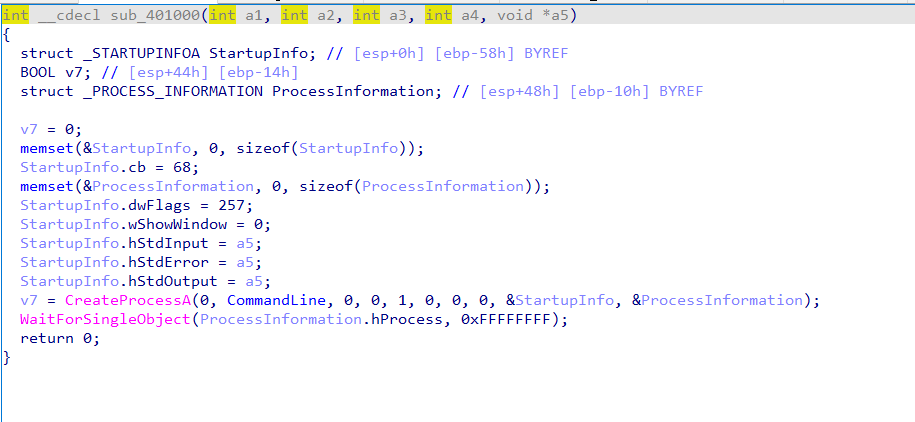 int __cdecl sub_401000(int a1, int a2, int a3, int a4, void *a5)
{
  struct _STARTUPINFOA StartupInfo; // [esp+0h] [ebp-58h] BYREF
  BOOL v7; // [esp+44h] [ebp-14h]
  struct _PROCESS_INFORMATION ProcessInformation; // [esp+48h] [ebp-10h] BYREF

  v7 = 0;
  memset(&StartupInfo, 0, sizeof(StartupInfo));
  StartupInfo.cb = 68;
  memset(&ProcessInformation, 0, sizeof(ProcessInformation));
  StartupInfo.dwFlags = 257;
  StartupInfo.wShowWindow = 0;
  StartupInfo.hStdInput = a5;
  StartupInfo.hStdError = a5;
  StartupInfo.hStdOutput = a5;
  v7 = CreateProcessA(0, CommandLine, 0, 0, 1, 0, 0, 0, &StartupInfo, &ProcessInformation);
  WaitForSingleObject(ProcessInformation.hProcess, 0xFFFFFFFF);
  return 0;
}